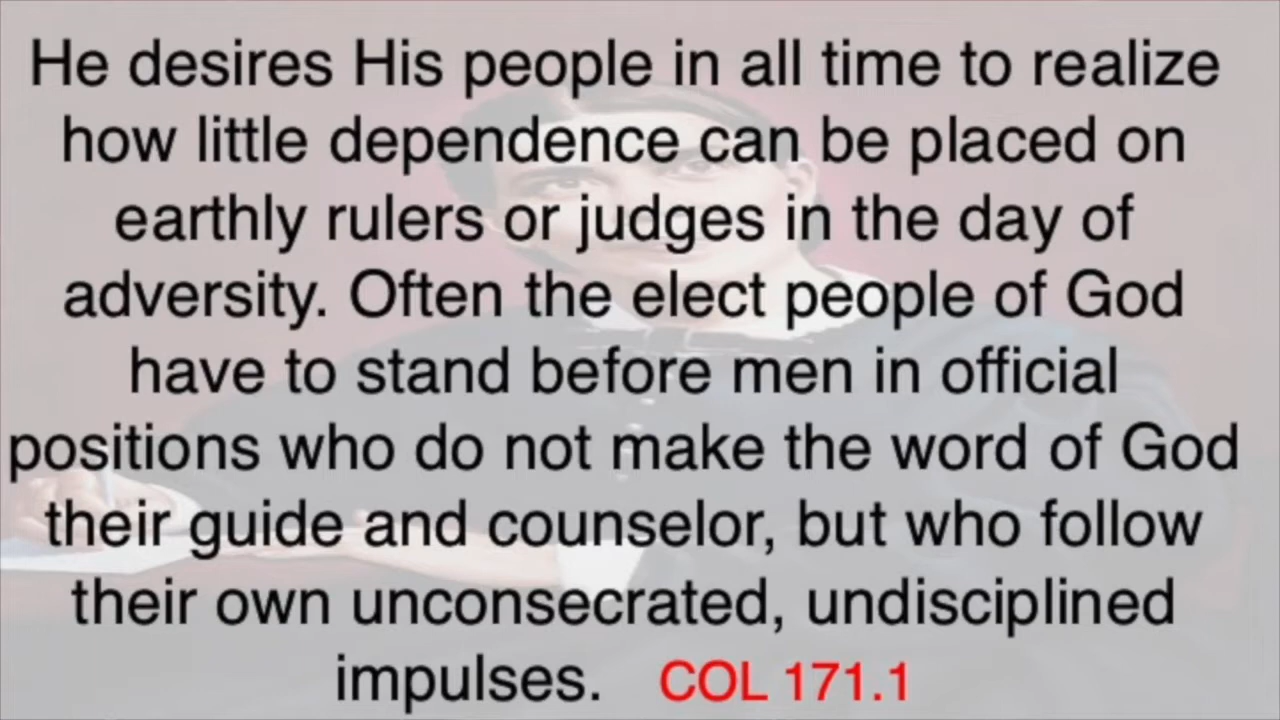 He desires His people in all time to realize
how little dependence can be placed on
earthly rulers or judges in the day of
adversity. Often the elect people of God
have to stand before men in official
positions who do not make the word of God
their guide and counselor, but who follow
their own unconsecrated, undisciplined
impulses. COL 171.1